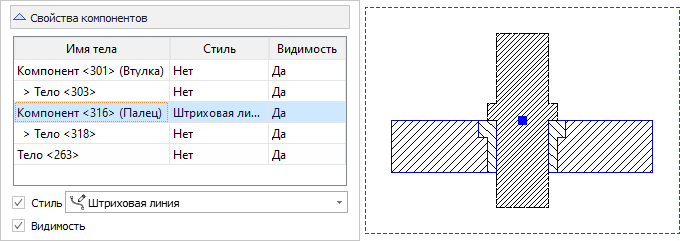 Свойства компонентов
Имя тела Стиль Видимость
Компонент <301> (Втулка) Нет Да
> Тело <303> Нет Да
Компонент <316> (Палец) Штриховая ли... Да
> Тело <318> Нет Да
Тело <263> Нет Да
Стиль Штриховая линия
Видимость